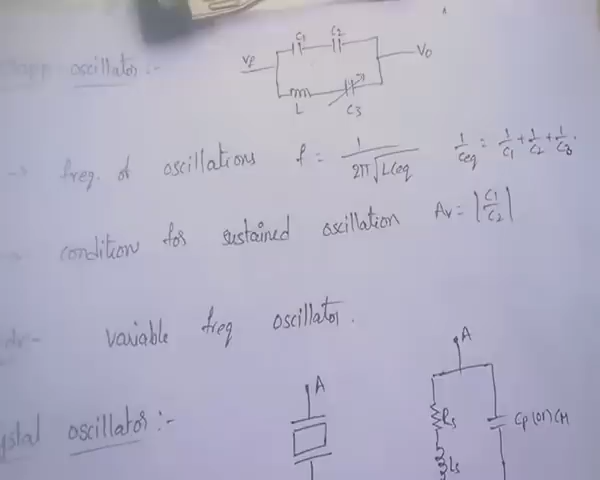 C1 C2
Vf Vo
L C3
oscillator :-
→ freq. of oscillations f = 1 / 2π√LCeq 1/Ceq = 1/C1 + 1/C2 + 1/C3.
condition for sustained oscillation Av = |C1/C2|
variable freq oscillator.
A
A
oscillator :-
Rs Cp (or) CM
Ls